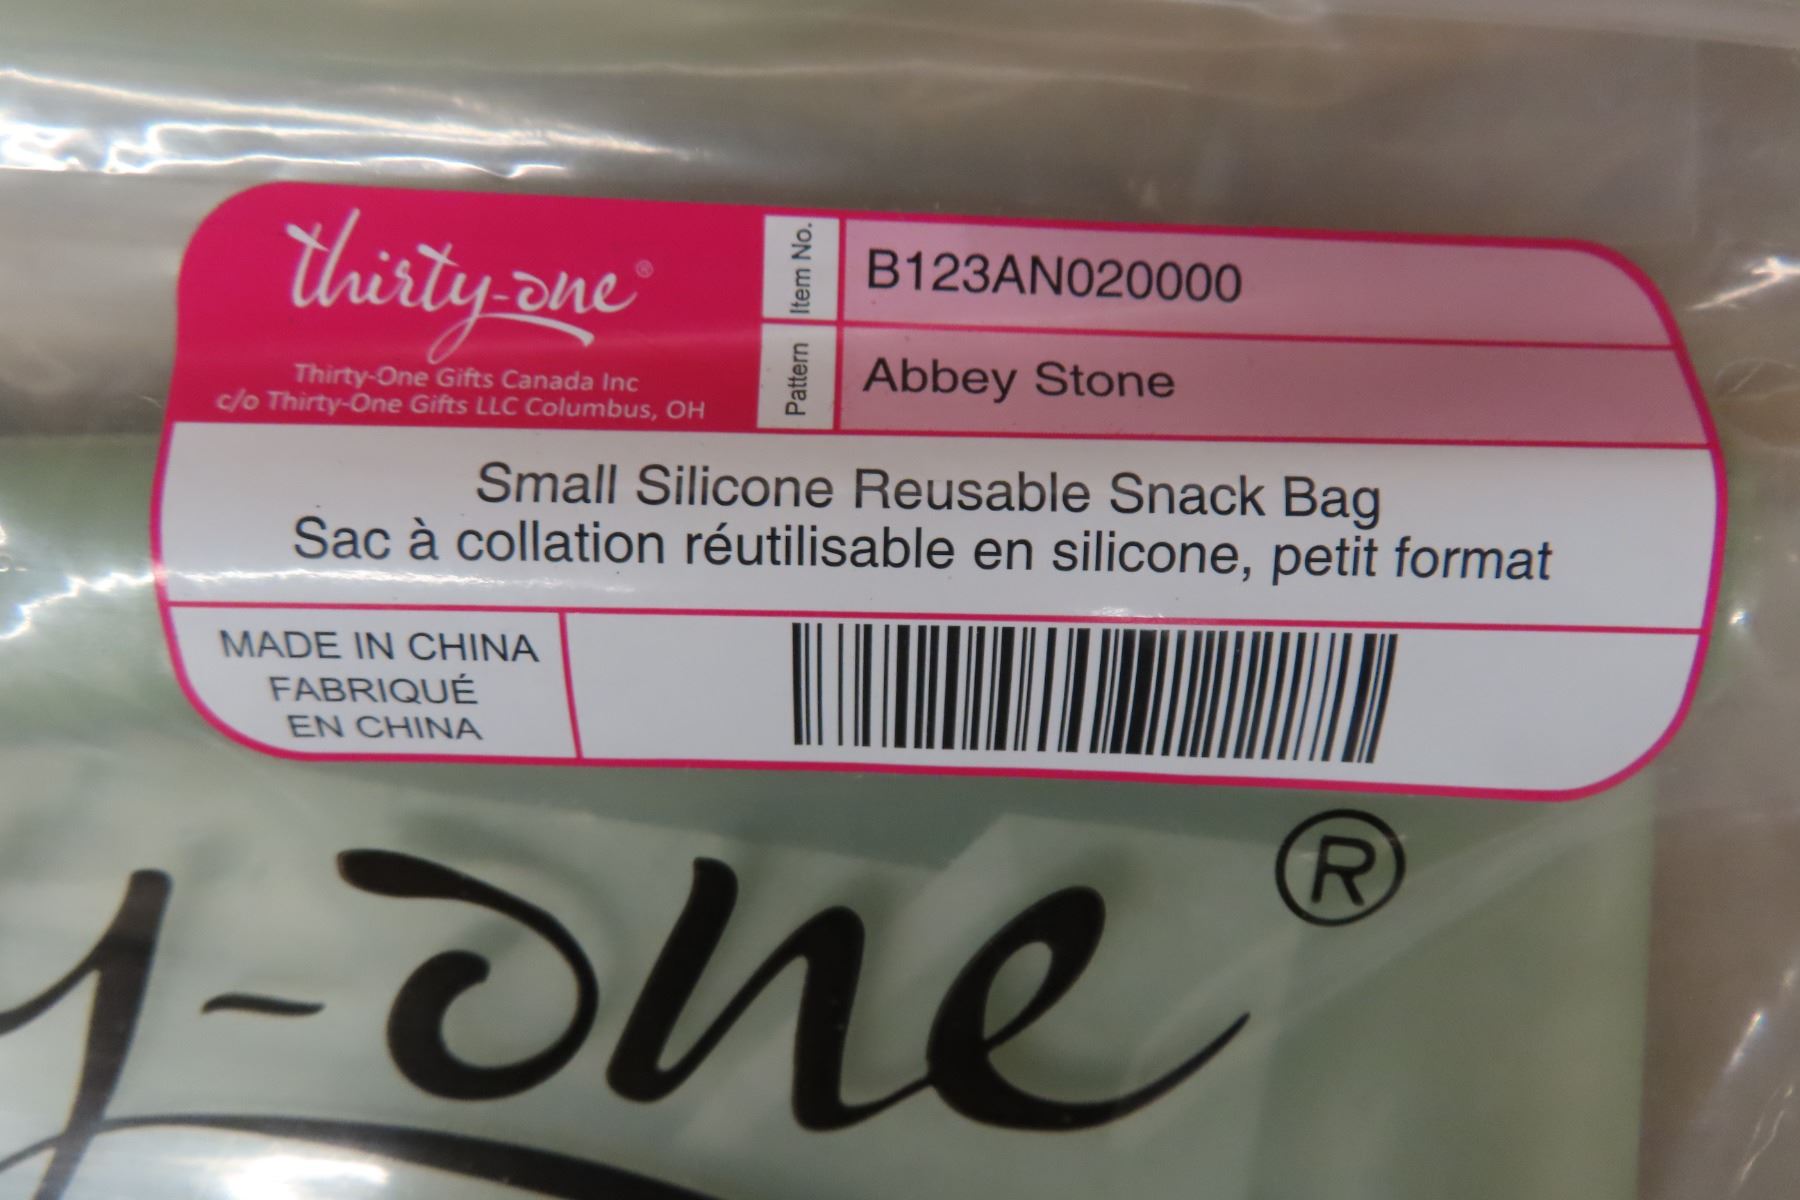 thirty-one®
Thirty-One Gifts Canada Inc
c/o Thirty-One Gifts LLC Columbus, OH
Item No.
B123AN020000
Pattern
Abbey Stone
Small Silicone Reusable Snack Bag
Sac à collation réutilisable en silicone, petit format
MADE IN CHINA
FABRIQUÉ
EN CHINA
y-one®